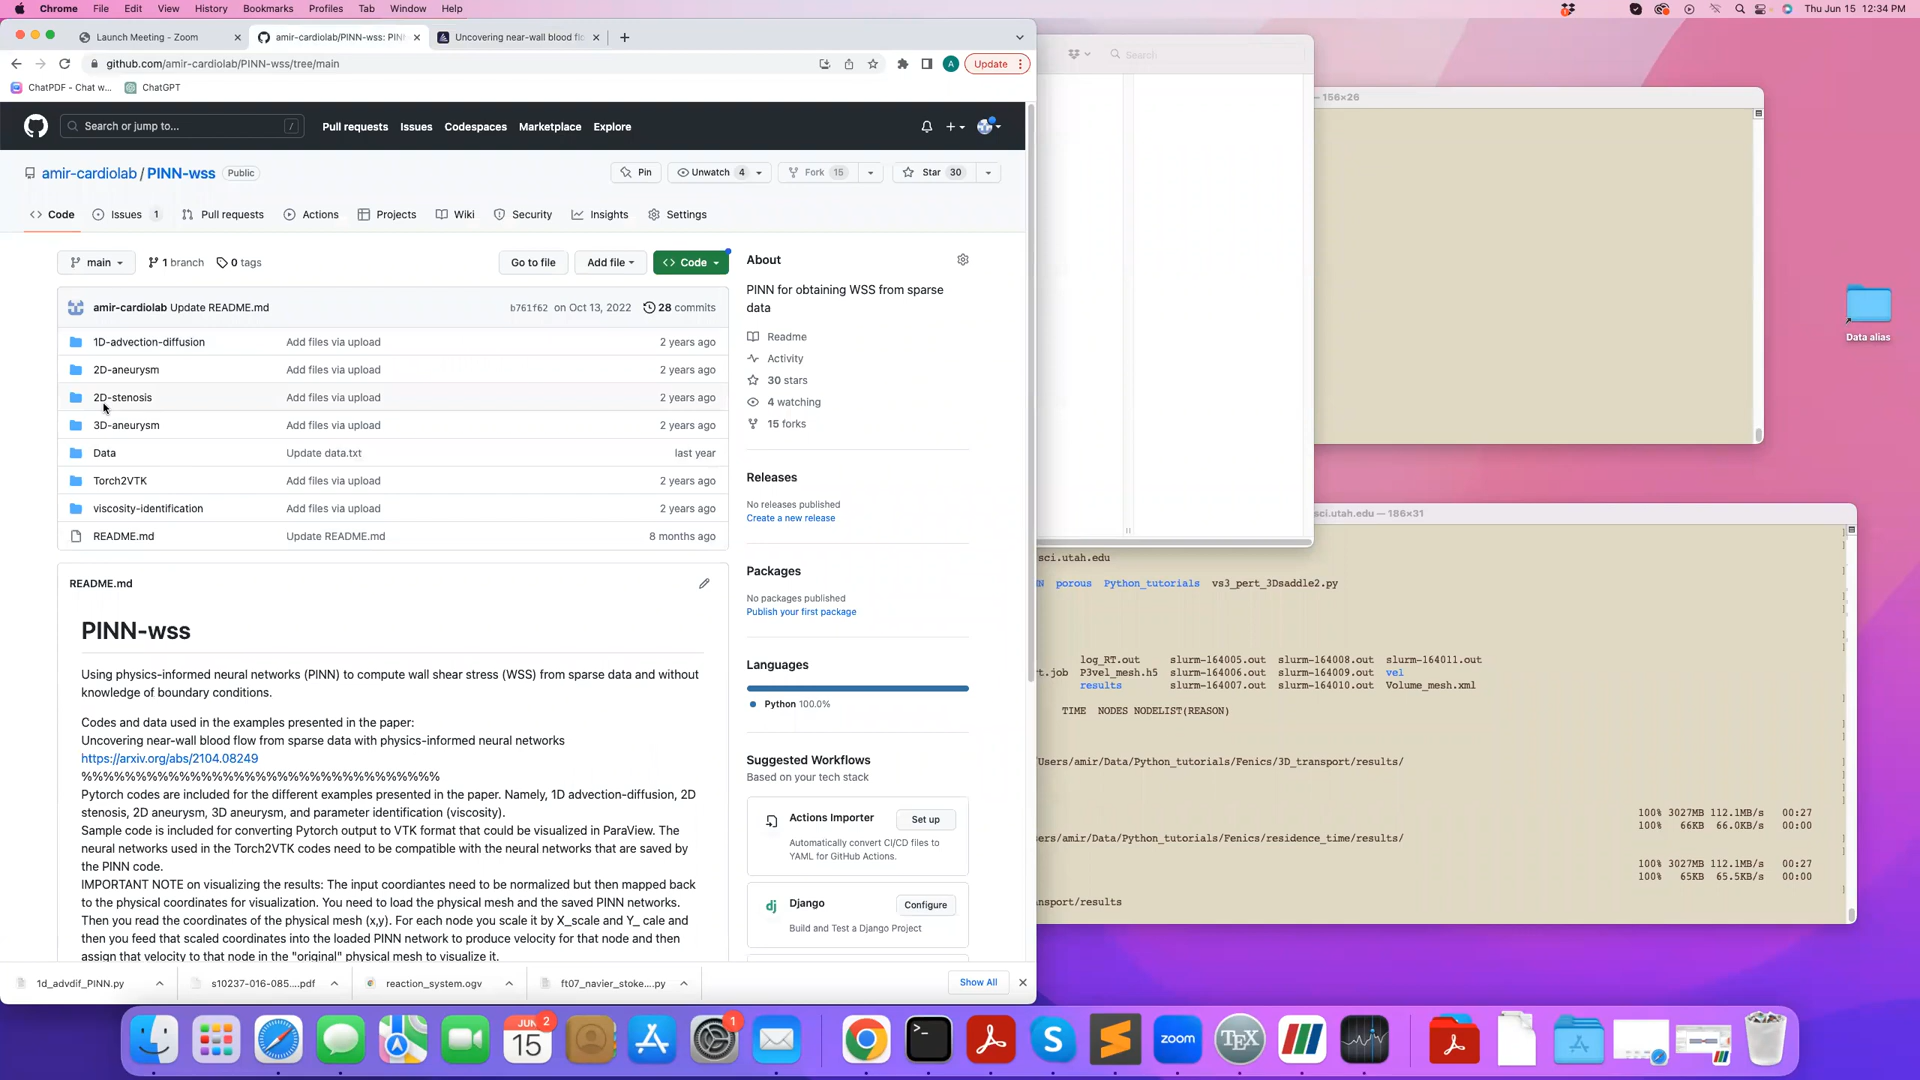 Chrome File Edit View History Bookmarks Profiles Tab Window Help
Thu Jun 15 12:34 PM
Launch Meeting - Zoom
amir-cardiolab/PINN-wss: PINN
Uncovering near-wall blood flo
github.com/amir-cardiolab/PINN-wss/tree/main
A
Update
ChatPDF - Chat w...
ChatGPT
Search or jump to...
/
Pull requests Issues Codespaces Marketplace Explore
amir-cardiolab / PINN-wss Public
Pin
Unwatch 4
Fork 15
Star 30
Code
Issues 1
Pull requests
Actions
Projects
Wiki
Security
Insights
Settings
main
1 branch
0 tags
Go to file
Add file
Code
amir-cardiolab Update README.md b761f62 on Oct 13, 2022 28 commits
1D-advection-diffusion Add files via upload 2 years ago
2D-aneurysm Add files via upload 2 years ago
2D-stenosis Add files via upload 2 years ago
3D-aneurysm Add files via upload 2 years ago
Data Update data.txt last year
Torch2VTK Add files via upload 2 years ago
viscosity-identification Add files via upload 2 years ago
README.md Update README.md 8 months ago
README.md
PINN-wss
Using physics-informed neural networks (PINN) to compute wall shear stress (WSS) from sparse data and without
knowledge of boundary conditions.
Codes and data used in the examples presented in the paper:
Uncovering near-wall blood flow from sparse data with physics-informed neural networks
https://arxiv.org/abs/2104.08249
%%%%%%%%%%%%%%%%%%%%%%%%%%%%%%%%%
Pytorch codes are included for the different examples presented in the paper. Namely, 1D advection-diffusion, 2D
stenosis, 2D aneurysm, 3D aneurysm, and parameter identification (viscosity).
Sample code is included for converting Pytorch output to VTK format that could be visualized in ParaView. The
neural networks used in the Torch2VTK codes need to be compatible with the neural networks that are saved by
the PINN code.
IMPORTANT NOTE on visualizing the results: The input coordiantes need to be normalized but then mapped back
to the physical coordinates for visualization. You need to load the physical mesh and the saved PINN networks.
Then you read the coordinates of the physical mesh (x,y). For each node you scale it by X_scale and Y_ cale and
then you feed that scaled coordinates into the loaded PINN network to produce velocity for that node and then
assign that velocity to that node in the "original" physical mesh to visualize it.
About
PINN for obtaining WSS from sparse
data
Readme
Activity
30 stars
4 watching
15 forks
Releases
No releases published
Create a new release
Packages
No packages published
Publish your first package
Languages
Python 100.0%
Suggested Workflows
Based on your tech stack
Actions Importer
Set up
Automatically convert CI/CD files to
YAML for GitHub Actions.
dj
Django
Configure
Build and Test a Django Project
1d_advdif_PINN.py
s10237-016-085....pdf
reaction_system.ogv
ft07_navier_stoke....py
Show All
Search
— 156×26
Data alias
sci.utah.edu — 186×31
sci.utah.edu
porous Python_tutorials vs3_pert_3Dsaddle2.py
log_RT.out slurm-164005.out slurm-164008.out slurm-164011.out
rt.job P3vel_mesh.h5 slurm-164006.out slurm-164009.out vel
results slurm-164007.out slurm-164010.out Volume_mesh.xml
TIME NODES NODELIST(REASON)
Users/amir/Data/Python_tutorials/Fenics/3D_transport/results/
100% 3027MB 112.1MB/s 00:27
100% 66KB 66.0KB/s 00:00
ers/amir/Data/Python_tutorials/Fenics/residence_time/results/
100% 3027MB 112.1MB/s 00:27
100% 65KB 65.5KB/s 00:00
ansport/results
JUN
15
2
1
>_
zoom
TEX